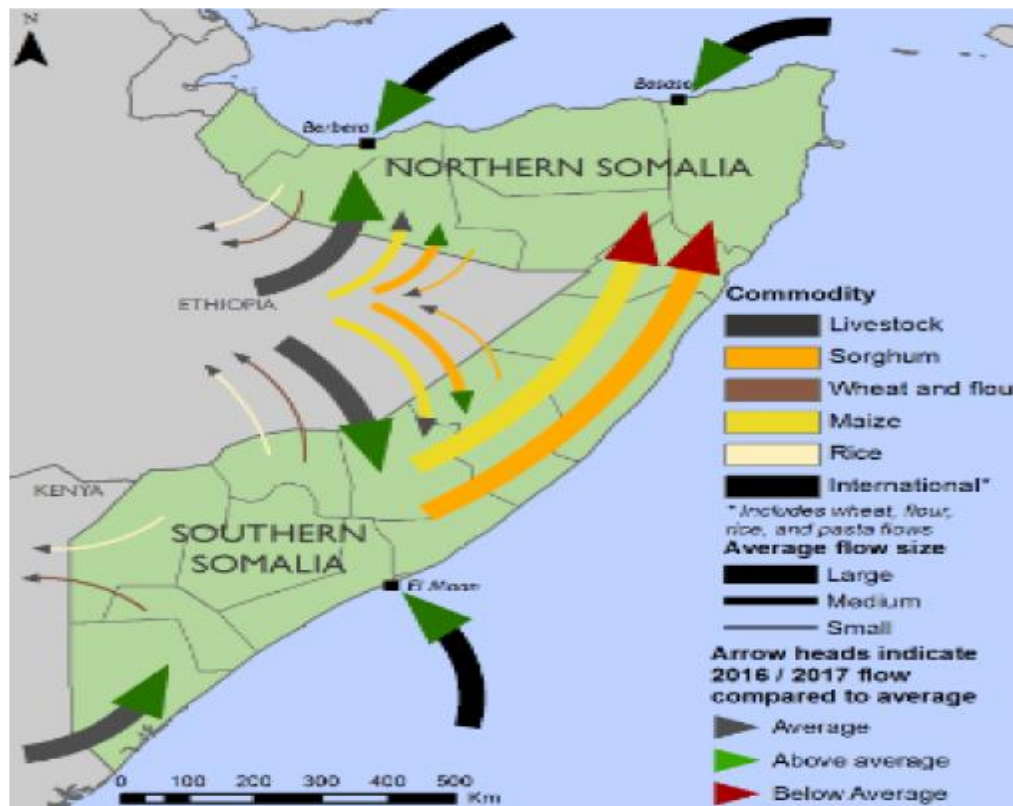 N
Berbera
Bosaso
NORTHERN SOMALIA
ETHIOPIA
KENYA
SOUTHERN
SOMALIA
El Maan
Commodity
Livestock
Sorghum
Wheat and flou
Maize
Rice
International*
* Includes wheat, flour,
rice, and pasta flows
Average flow size
Large
Medium
Small
Arrow heads indicate
2016 / 2017 flow
compared to average
Average
Above average
Below Average
0 100 200 300 400 500
Km